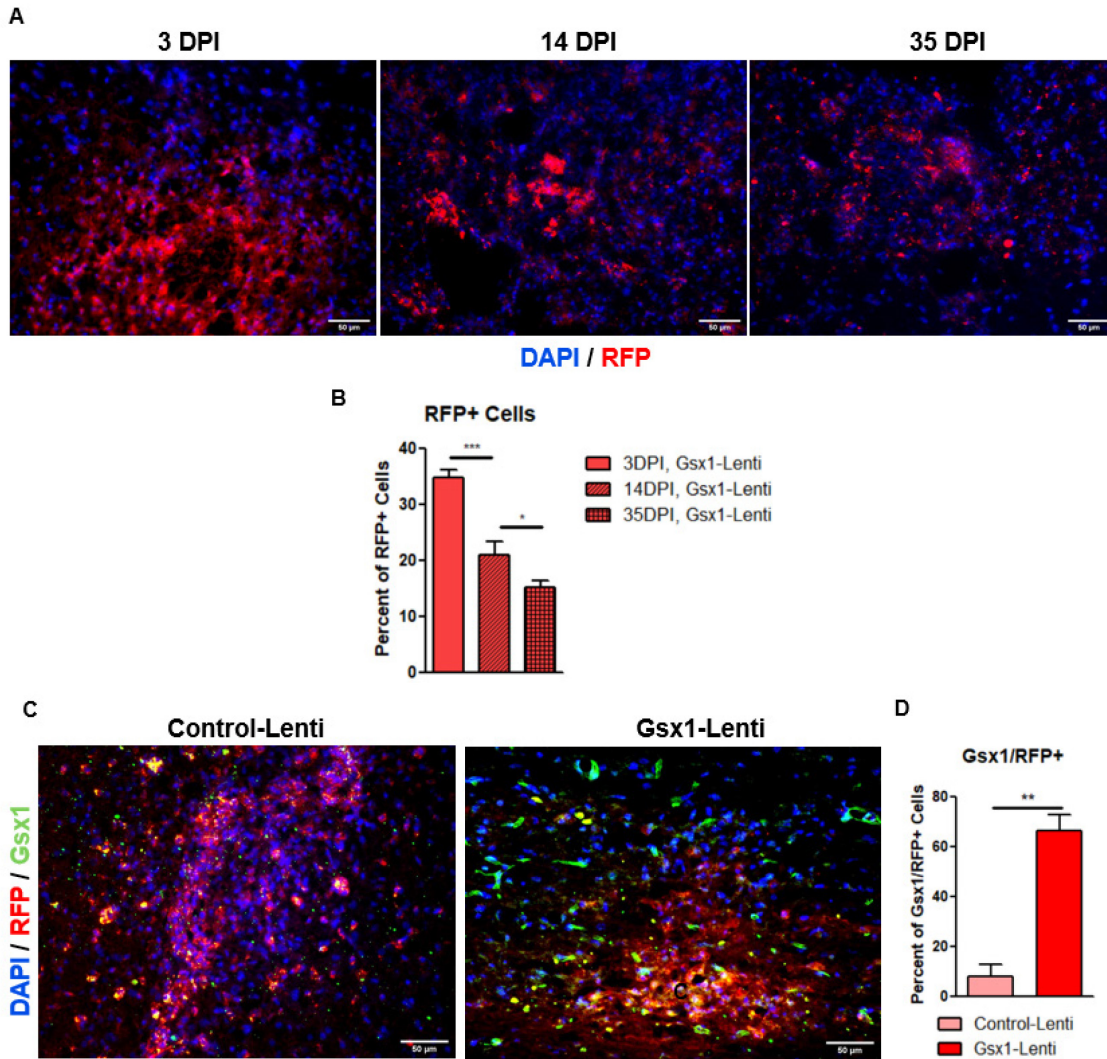 A
3 DPI
14 DPI
35 DPI
50 µm
50 µm
50 µm
DAPI / RFP
B
RFP+ Cells
***
*
Percent of RFP+ Cells
40
30
20
10
0
3DPI, Gsx1-Lenti
14DPI, Gsx1-Lenti
35DPI, Gsx1-Lenti
C
Control-Lenti
Gsx1-Lenti
DAPI / RFP / Gsx1
50 µm
C
50 µm
D
Gsx1/RFP+
**
Percent of Gsx1/RFP+ Cells
80
60
40
20
0
Control-Lenti
Gsx1-Lenti